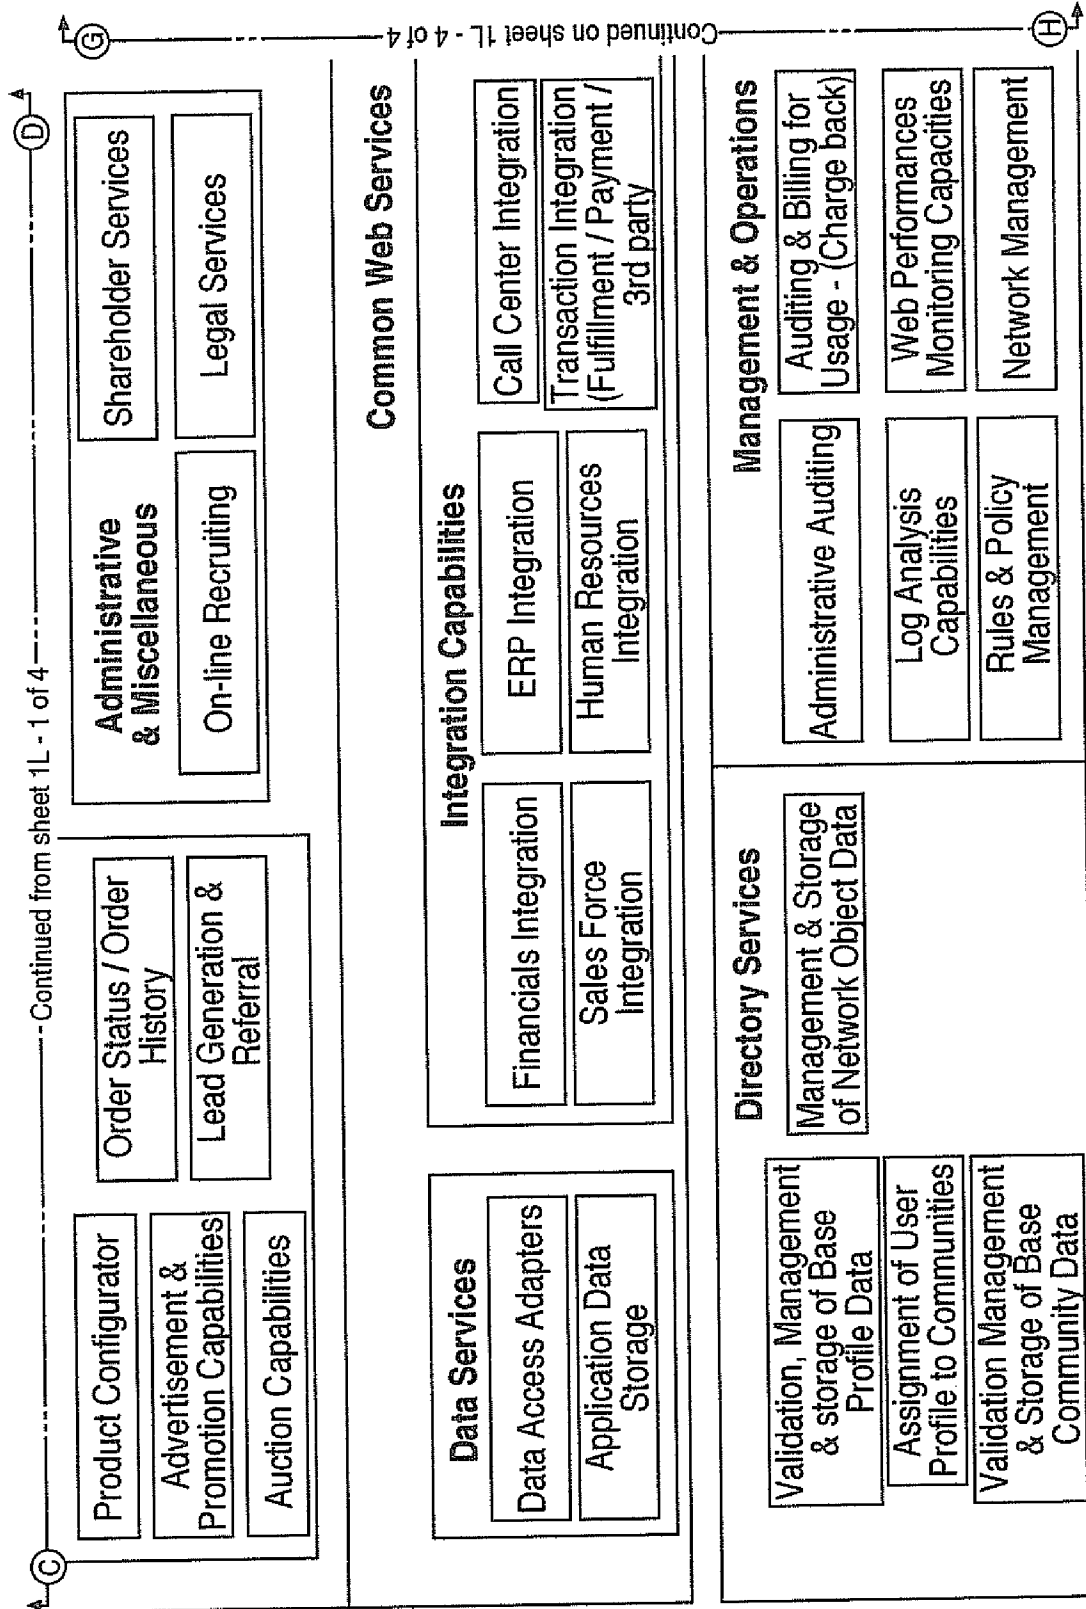 Continued from sheet 1L - 1 of 4
C
D
Product Configurator
Advertisement &
Promotion Capabilities
Auction Capabilities
Order Status / Order
History
Lead Generation &
Referral
Administrative
& Miscellaneous
On-line Recruiting
Shareholder Services
Legal Services
G
Common Web Services
Data Services
Data Access Adapters
Application Data
Storage
Integration Capabilities
Financials Integration
Sales Force
Integration
ERP Integration
Human Resources
Integration
Call Center Integration
Transaction Integration
(Fulfillment / Payment /
3rd party
Continued on sheet 1L - 4 of 4
Directory Services
Validation, Management
& storage of Base
Profile Data
Assignment of User
Profile to Communities
Validation Management
& Storage of Base
Community Data
Management & Storage
of Network Object Data
Management & Operations
Administrative Auditing
Log Analysis
Capabilities
Rules & Policy
Management
Auditing & Billing for
Usage - (Charge back)
Web Performances
Monitoring Capacities
Network Management
H